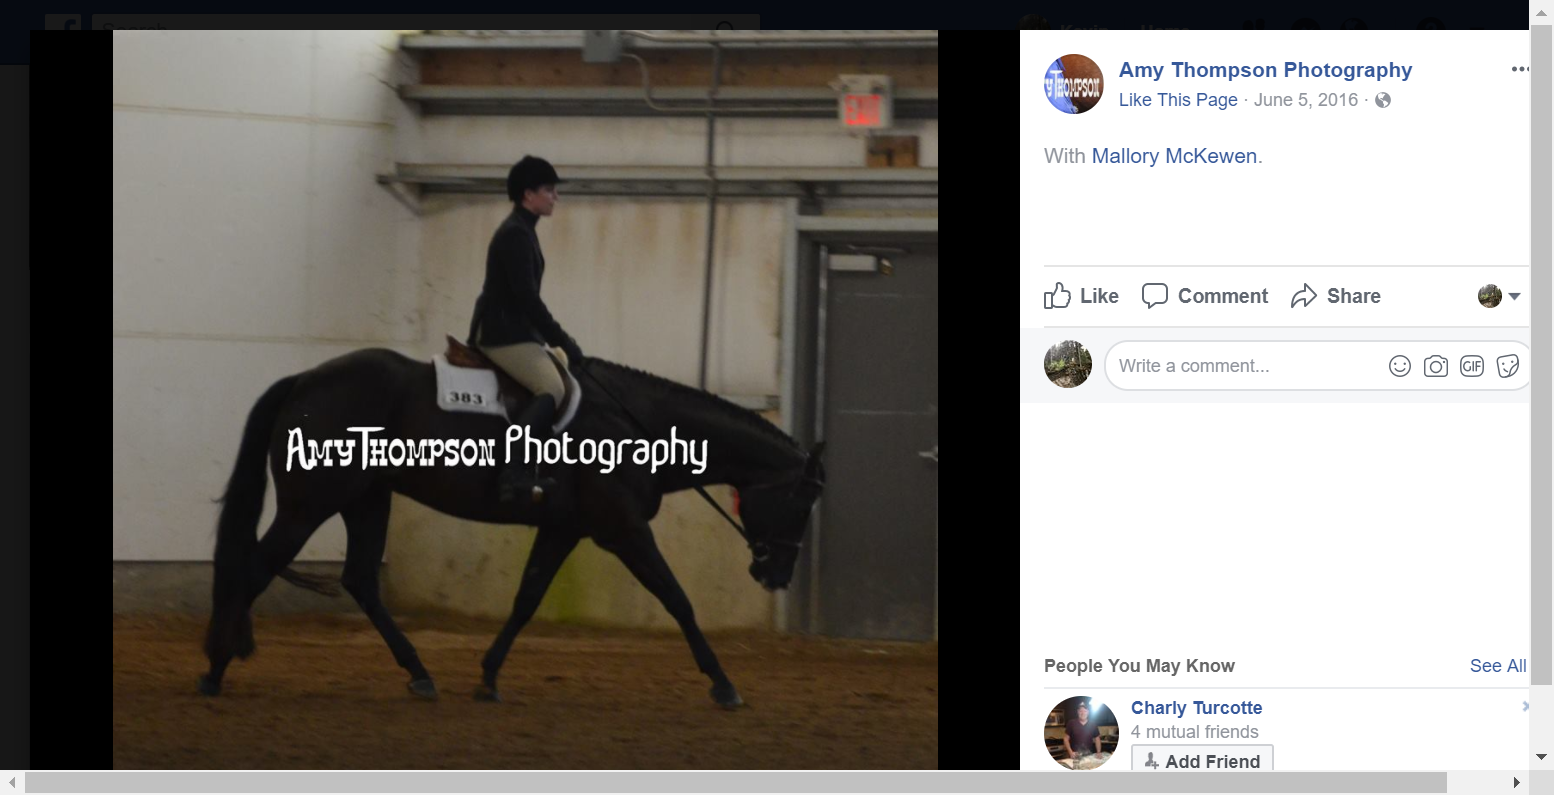 Search
Amy Thompson Photography
Like This Page · June 5, 2016 ·
With Mallory McKewen.
Like Comment Share
Write a comment...
GIF
383
AmyThompson Photography
People You May Know
See All
Charly Turcotte
4 mutual friends
Add Friend